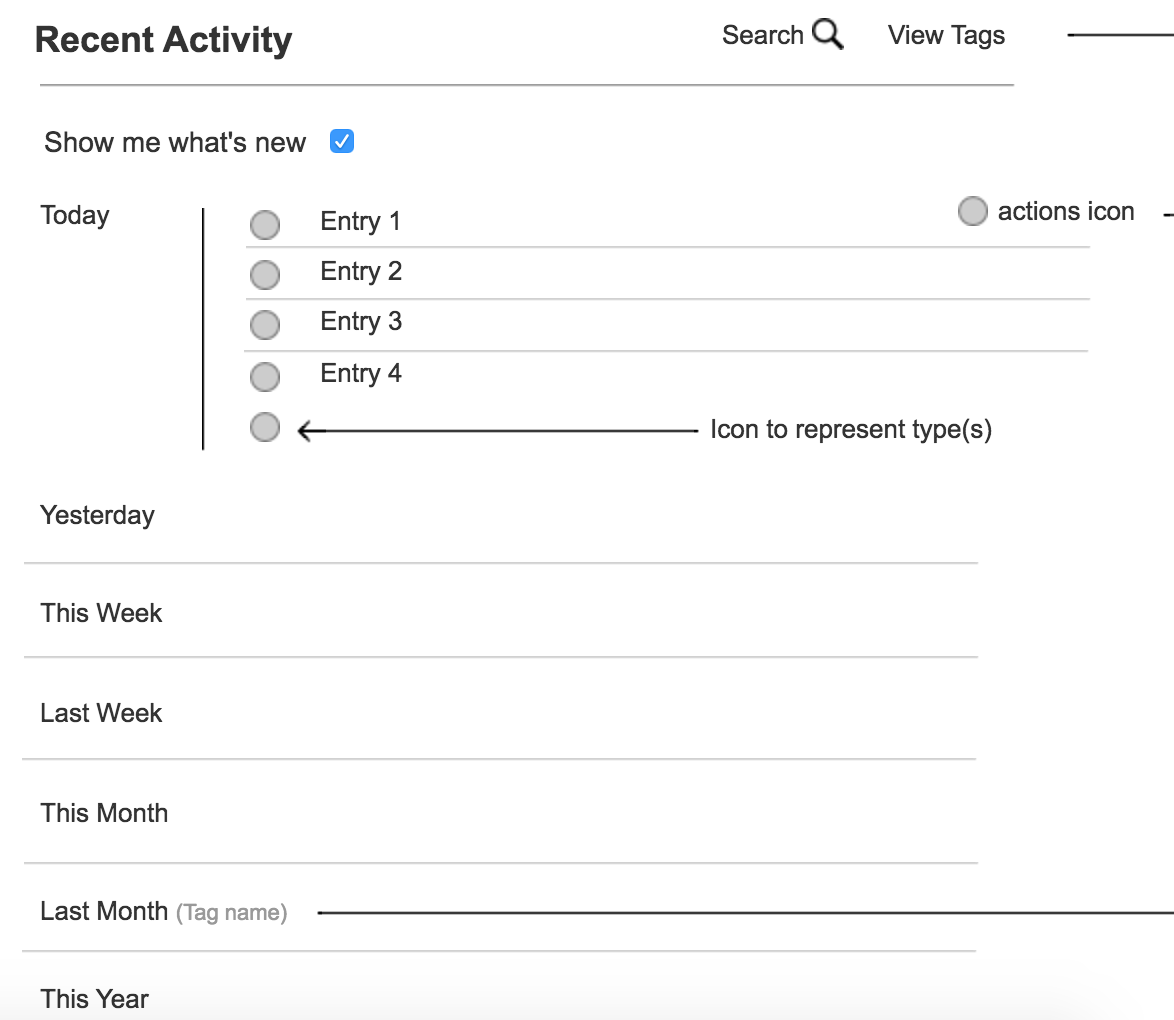 Recent Activity
Search View Tags
Show me what's new
Today
Entry 1
actions icon
Entry 2
Entry 3
Entry 4
Icon to represent type(s)
Yesterday
This Week
Last Week
This Month
Last Month (Tag name)
This Year